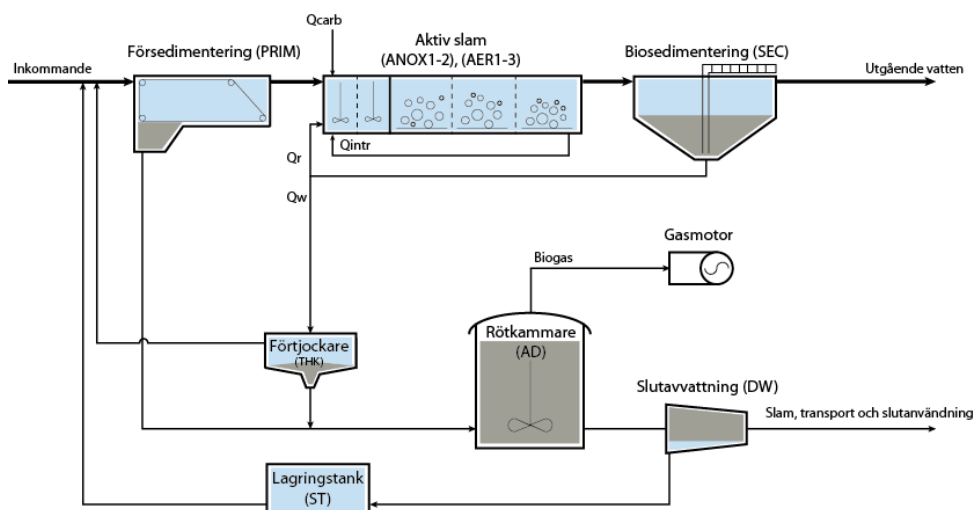 Qcarb
Försedimentering (PRIM)
Aktiv slam
(ANOX1-2), (AER1-3)
Biosedimentering (SEC)
Inkommande
Utgående vatten
Qintr
Qr
Qw
Gasmotor
Biogas
Förtjockare
(THK)
Rötkammare
(AD)
Slutavvattning (DW)
Slam, transport och slutanvändning
Lagringstank
(ST)